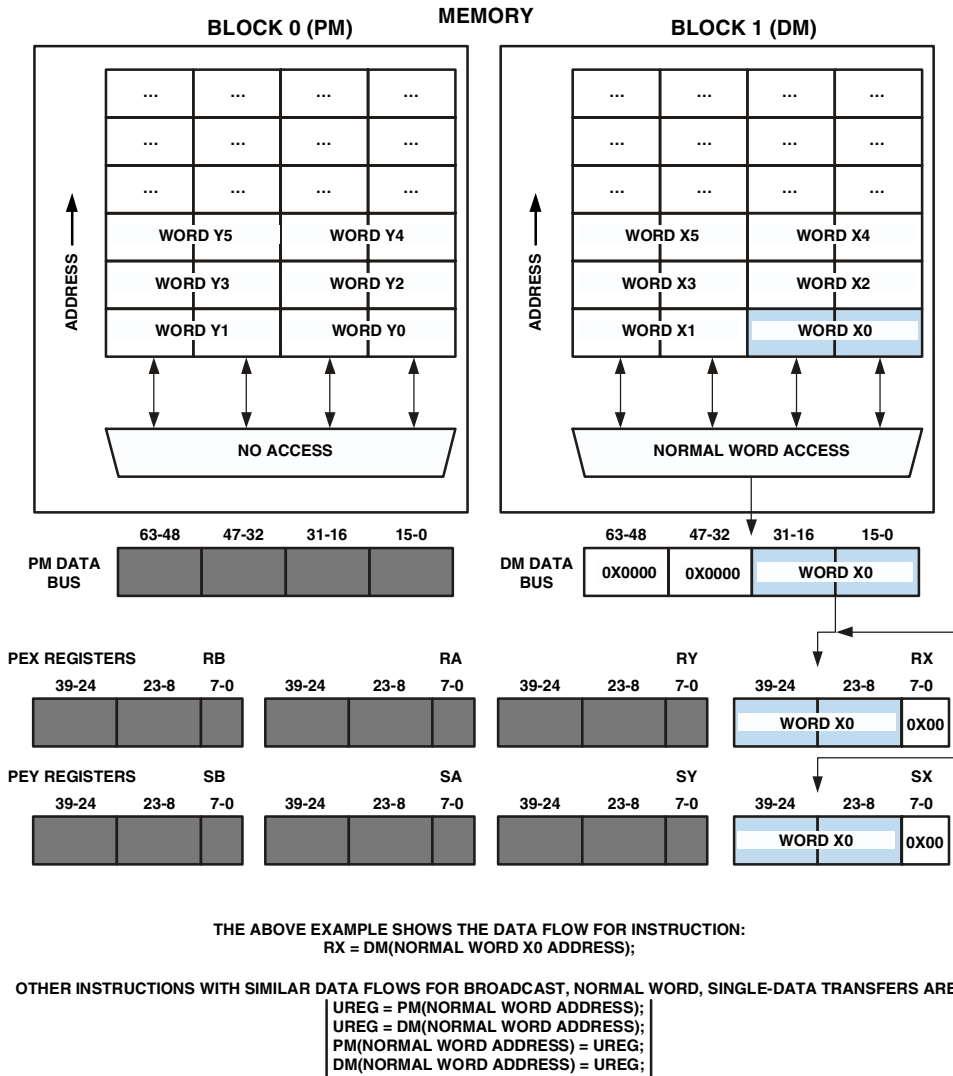 MEMORY
BLOCK 0 (PM) BLOCK 1 (DM)
... ... ... ... ... ... ... ...
... ... ... ... ... ... ... ...
... ... ... ... ... ... ... ...
WORD Y5 WORD Y4 WORD X5 WORD X4
WORD Y3 WORD Y2 WORD X3 WORD X2
WORD Y1 WORD Y0 WORD X1 WORD X0
ADDRESS ADDRESS
NO ACCESS NORMAL WORD ACCESS
63-48 47-32 31-16 15-0 63-48 47-32 31-16 15-0
PM DATA BUS DM DATA BUS 0X0000 0X0000 WORD X0
PEX REGISTERS RB RA RY RX
39-24 23-8 7-0 39-24 23-8 7-0 39-24 23-8 7-0 39-24 23-8 7-0
WORD X0 0X00
PEY REGISTERS SB SA SY SX
39-24 23-8 7-0 39-24 23-8 7-0 39-24 23-8 7-0 39-24 23-8 7-0
WORD X0 0X00
THE ABOVE EXAMPLE SHOWS THE DATA FLOW FOR INSTRUCTION:
RX = DM(NORMAL WORD X0 ADDRESS);
OTHER INSTRUCTIONS WITH SIMILAR DATA FLOWS FOR BROADCAST, NORMAL WORD, SINGLE-DATA TRANSFERS ARE
UREG = PM(NORMAL WORD ADDRESS);
UREG = DM(NORMAL WORD ADDRESS);
PM(NORMAL WORD ADDRESS) = UREG;
DM(NORMAL WORD ADDRESS) = UREG;